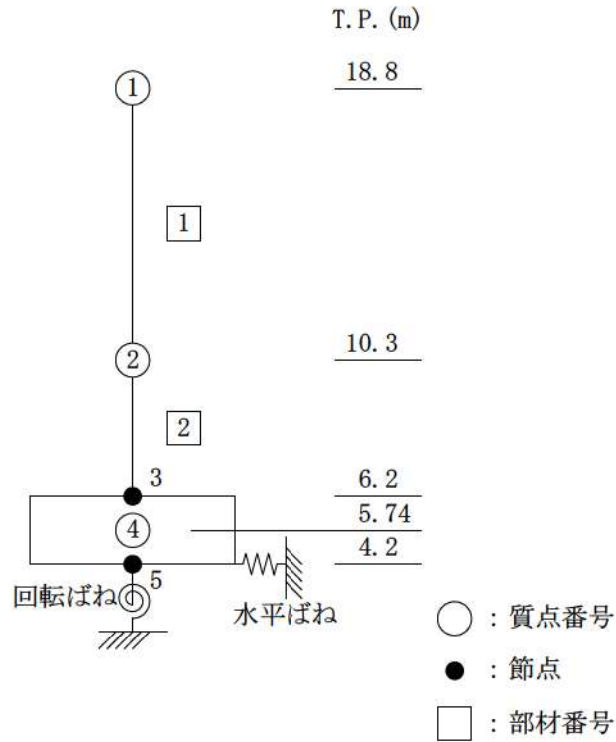 T.P.(m)
18.8
1
1
10.3
2
2
3
6.2
4
5.74
4.2
5
回転ばね
水平ばね
○ : 質点番号
● : 節点
□ : 部材番号